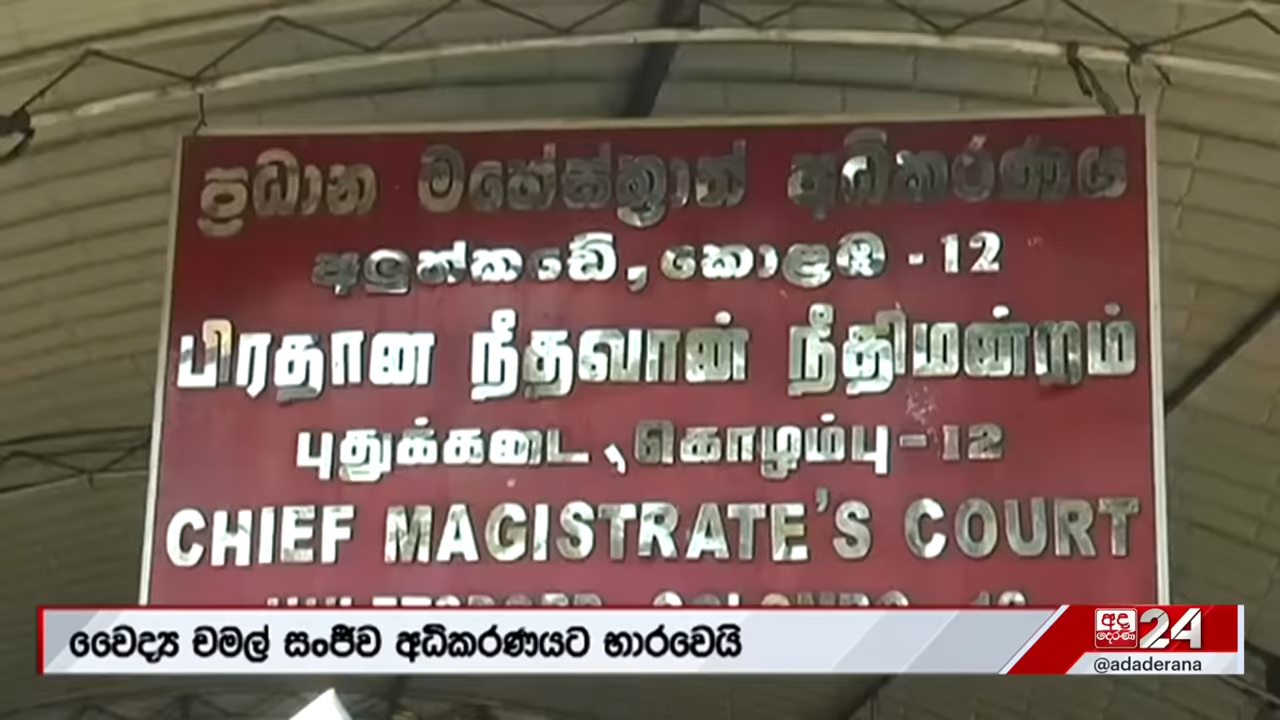 ප්‍රධාන මහේස්ත්‍රාත් අධිකරණය
අලුත්කඩේ, කොළඹ - 12
பிரதான நீதவான் நீதிமன்றம்
புதுக்கடை, கொழும்பு - 12
CHIEF MAGISTRATE'S COURT
වෛද්‍ය චමල් සංජීව අධිකරණයට භාරවෙයි
අද දෙරණ 24
@adaderana